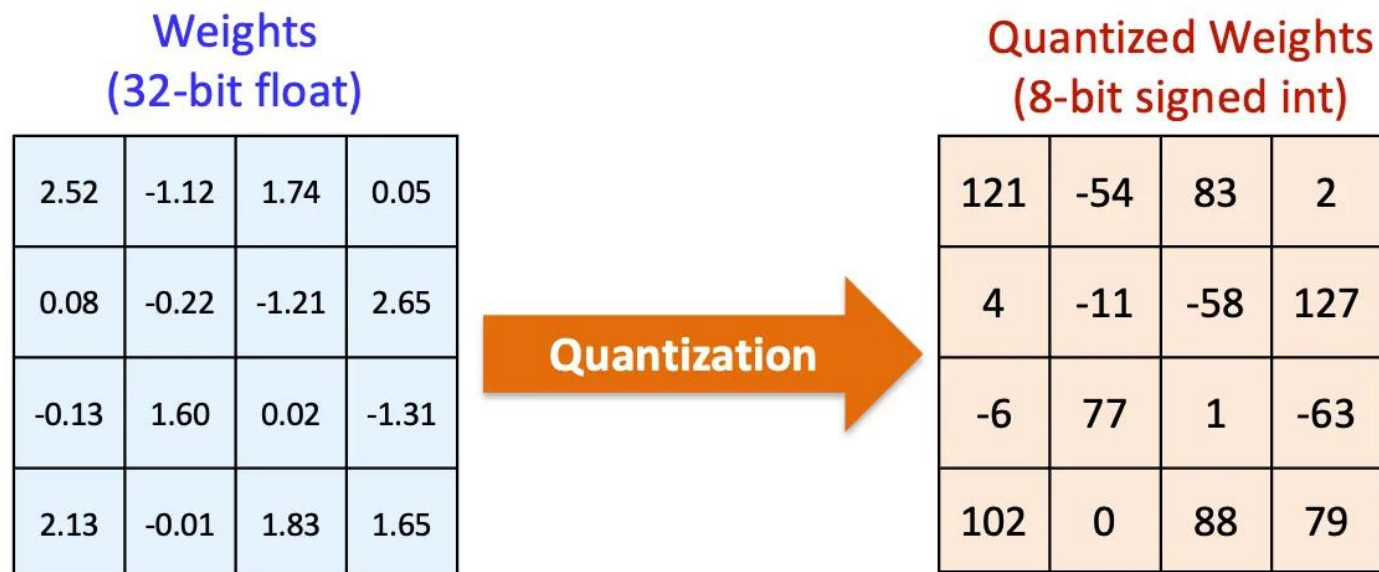 Weights
(32-bit float)
2.52 -1.12 1.74 0.05
0.08 -0.22 -1.21 2.65
-0.13 1.60 0.02 -1.31
2.13 -0.01 1.83 1.65
Quantization
Quantized Weights
(8-bit signed int)
121 -54 83 2
4 -11 -58 127
-6 77 1 -63
102 0 88 79